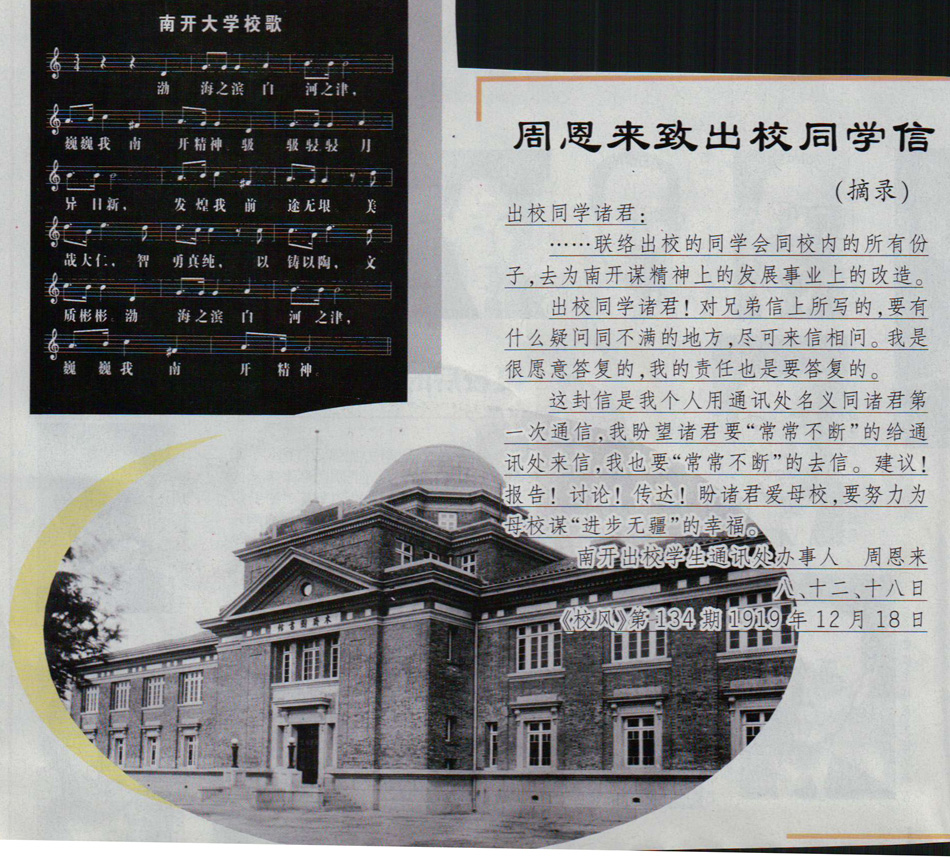 南开大学校歌
渤 海之滨 白 河之津，
巍巍我 南 开精神 骎骎 月
异 日新， 发 煌我 前 途无垠 美
哉大仁， 智 勇真纯， 以 铸以陶， 文
质彬彬。渤 海之滨 白 河 之津，
巍 巍我 南 开 精 神。
周恩来致出校同学信
（摘录）
出校同学诸君：
……联络出校的同学会同校内的所有份
子，去为南开谋精神上的发展事业上的改造。
出校同学诸君！对兄弟信上所写的，要有
什么疑问同不满的地方，尽可来信相问。我是
很愿意答复的，我的责任也是要答复的。
这封信是我个人用通讯处名义同诸君第
一次通信，我盼望诸君要“常常不断”的给通
讯处来信，我也要“常常不断”的去信。建议！
报告！讨论！传达！盼诸君爱母校，要努力为
母校谋“进步无疆”的幸福。
南开出校学生通讯处办事人　周恩来
八、十二、十八日
《校风》第134期 1919年12月18日